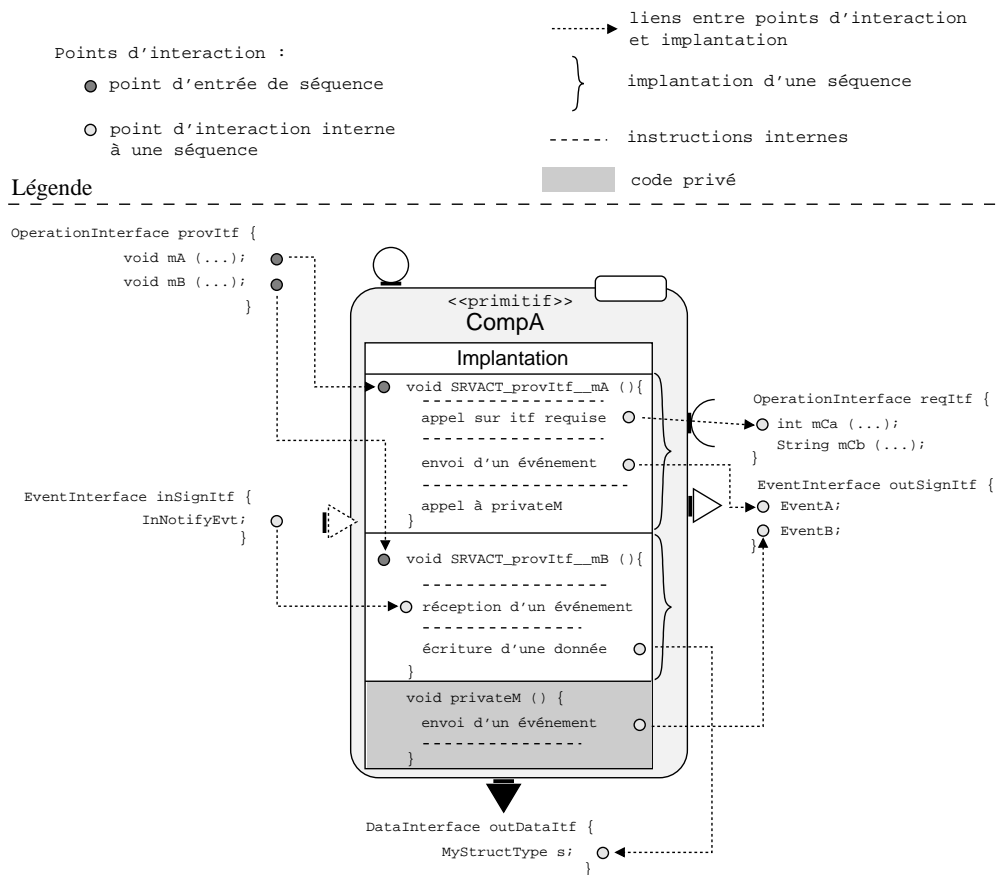 Points d'interaction :
point d'entrée de séquence
point d'interaction interne
à une séquence
liens entre points d'interaction
et implantation
implantation d'une séquence
instructions internes
code privé
Légende
OperationInterface provItf {
void mA (...);
void mB (...);
}
<<primitif>>
CompA
Implantation
void SRVACT_provItf__mA (){
appel sur itf requise
envoi d'un événement
appel à privateM
}
OperationInterface reqItf {
int mCa (...);
String mCb (...);
}
EventInterface outSignItf {
EventA;
EventB;
}
EventInterface inSignItf {
InNotifyEvt;
}
void SRVACT_provItf__mB (){
réception d'un événement
écriture d'une donnée
}
void privateM () {
envoi d'un événement
}
DataInterface outDataItf {
MyStructType s;
}